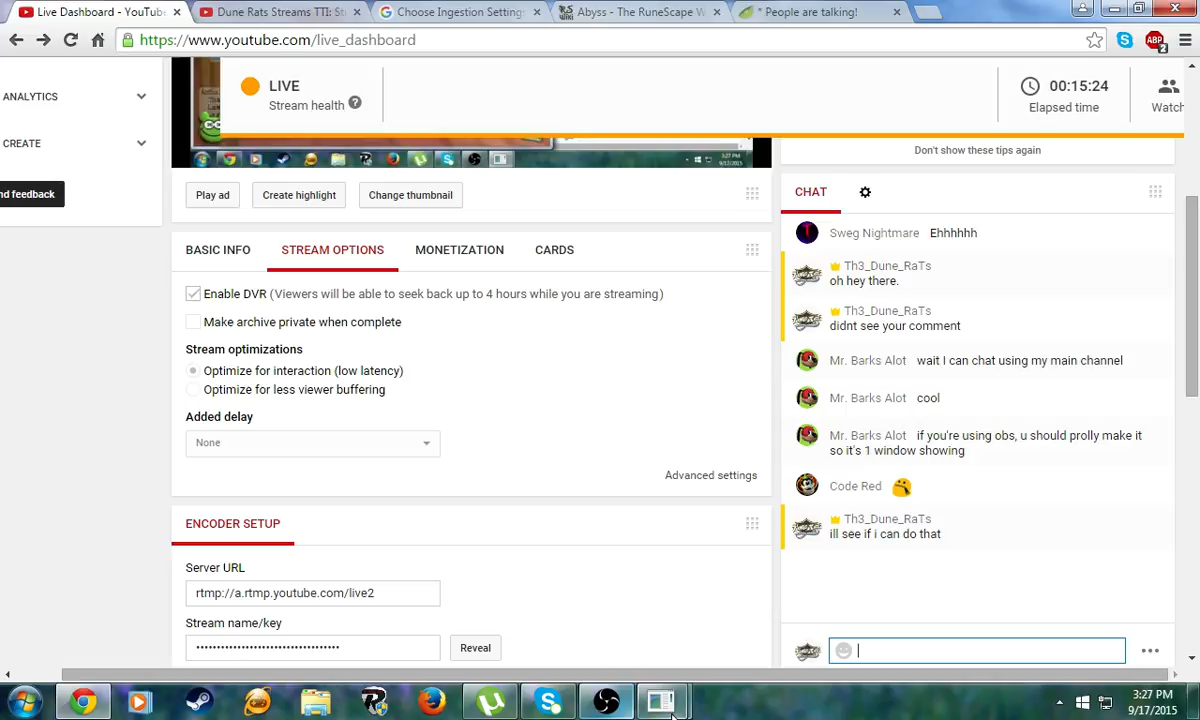 Live Dashboard - YouTube
Dune Rats Streams TTI: St
Choose Ingestion Setting
Abyss - The RuneScape W
* People are talking!
https://www.youtube.com/live_dashboard
ABP
2
ANALYTICS
CREATE
nd feedback
LIVE
Stream health ?
00:15:24
Elapsed time
Watch
3:27 PM
9/17/2015
Play ad
Create highlight
Change thumbnail
BASIC INFO
STREAM OPTIONS
MONETIZATION
CARDS
Enable DVR (Viewers will be able to seek back up to 4 hours while you are streaming)
Make archive private when complete
Stream optimizations
Optimize for interaction (low latency)
Optimize for less viewer buffering
Added delay
None
Advanced settings
ENCODER SETUP
Server URL
rtmp://a.rtmp.youtube.com/live2
Stream name/key
••••••••••••••••••••••••••••••••••
Reveal
Don't show these tips again
CHAT
Sweg Nightmare Ehhhhhh
Th3_Dune_RaTs
oh hey there.
Th3_Dune_RaTs
didnt see your comment
Mr. Barks Alot wait I can chat using my main channel
Mr. Barks Alot cool
Mr. Barks Alot if you're using obs, u should prolly make it
so it's 1 window showing
Code Red
Th3_Dune_RaTs
ill see if i can do that
3:27 PM
9/17/2015